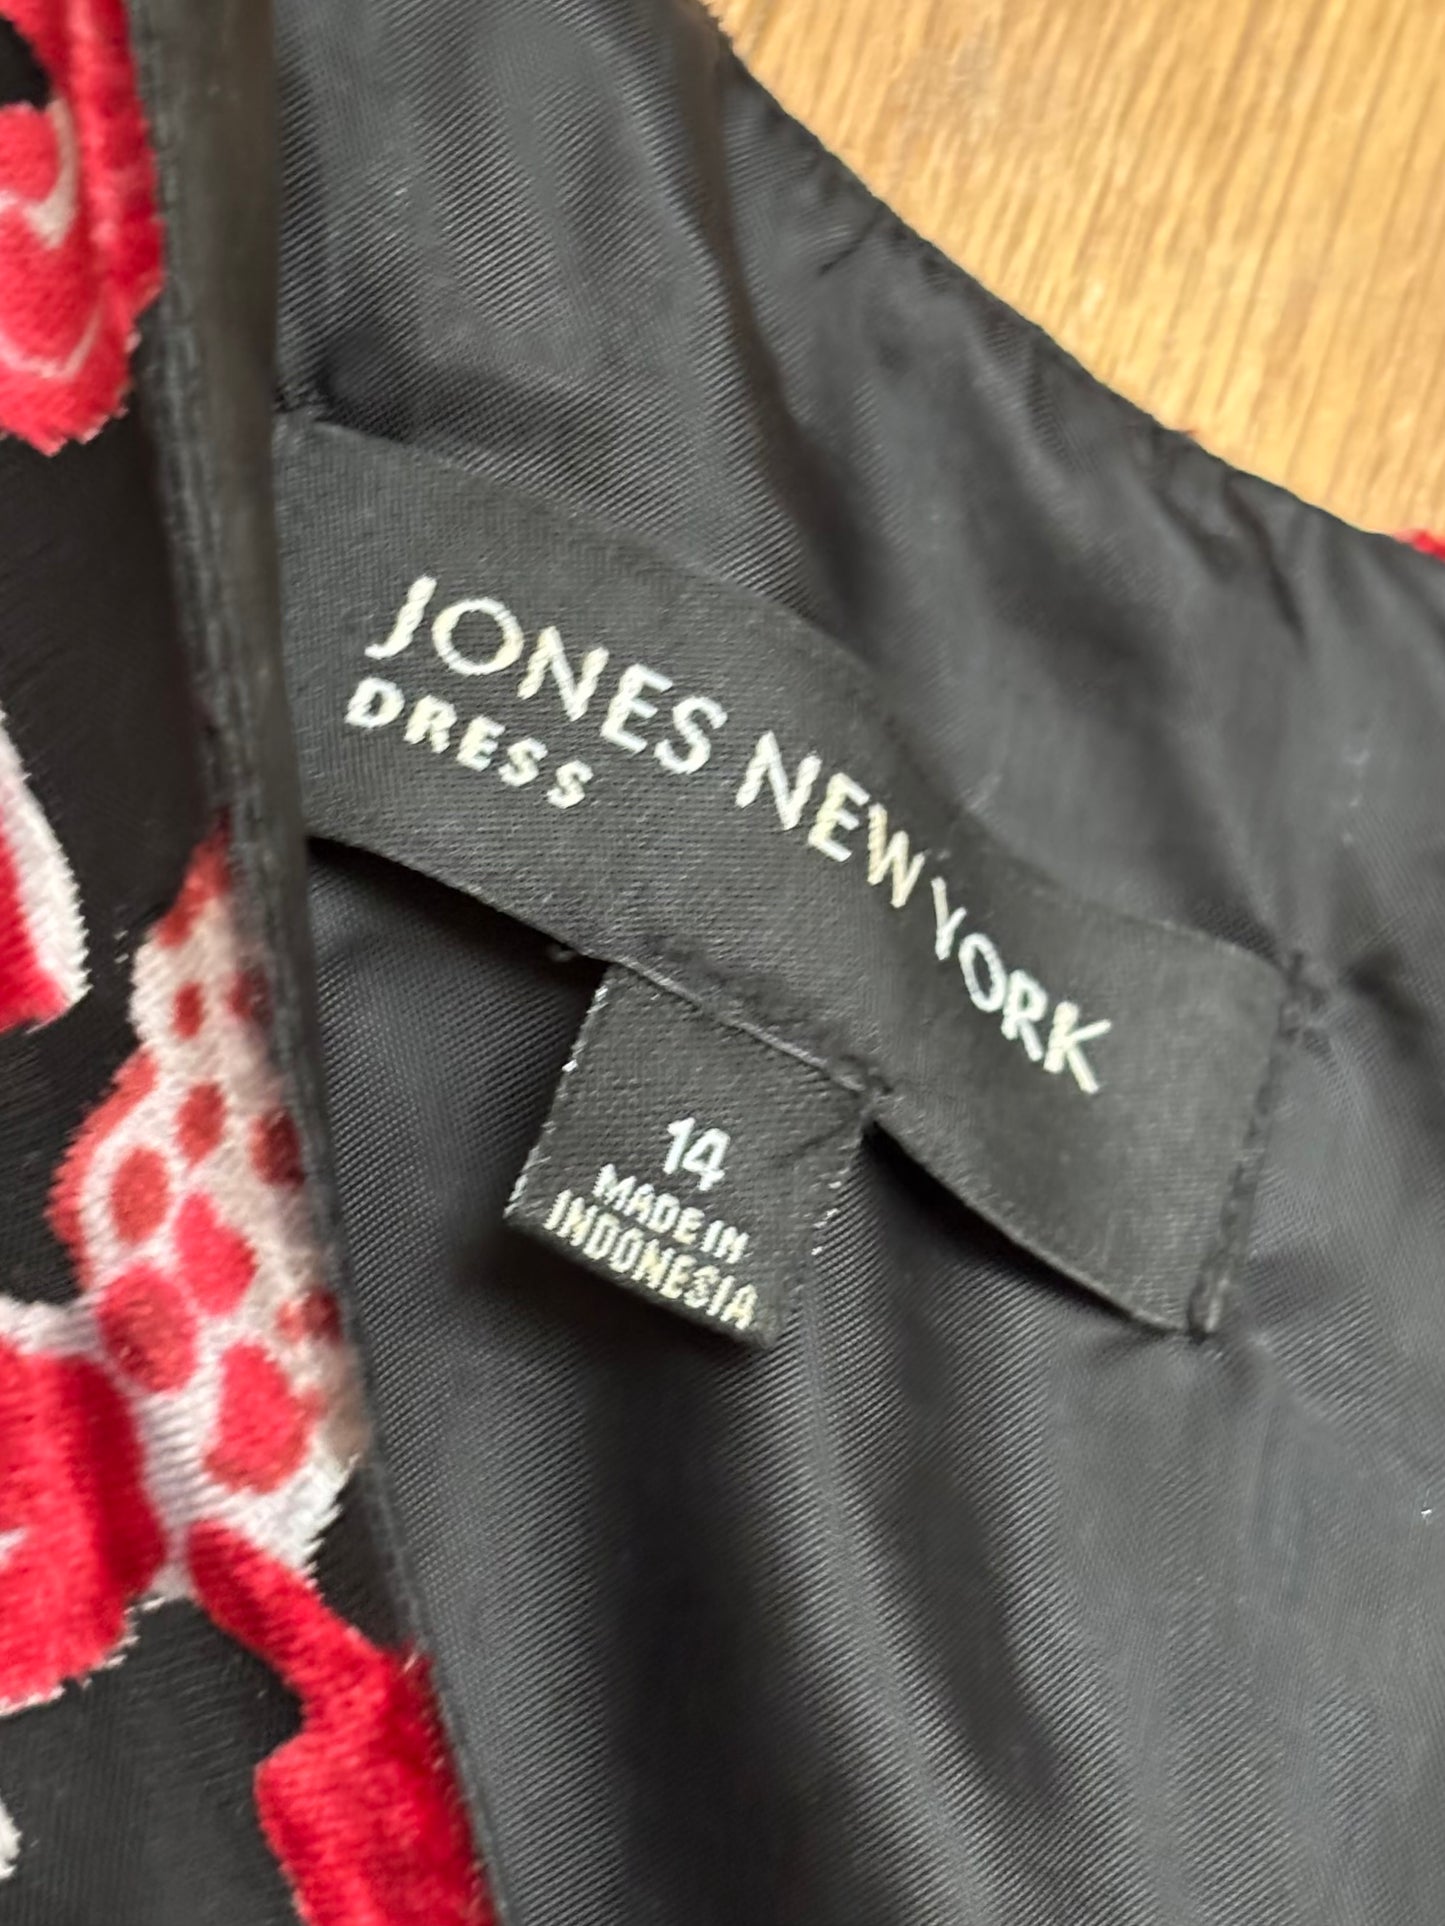 JONES NEW YORK
DRESS
14
MADE IN
INDONESIA